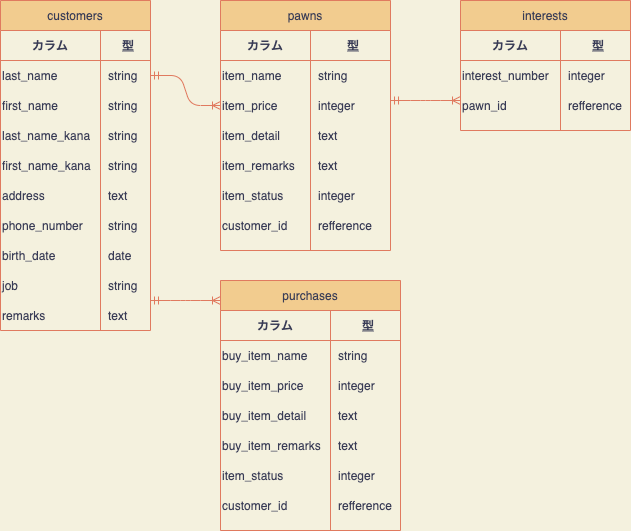 customers
カラム 型
last_name string
first_name string
last_name_kana string
first_name_kana string
address text
phone_number string
birth_date date
job string
remarks text
pawns
カラム 型
item_name string
item_price integer
item_detail text
item_remarks text
item_status integer
customer_id refference
interests
カラム 型
interest_number integer
pawn_id refference
purchases
カラム 型
buy_item_name string
buy_item_price integer
buy_item_detail text
buy_item_remarks text
item_status integer
customer_id refference